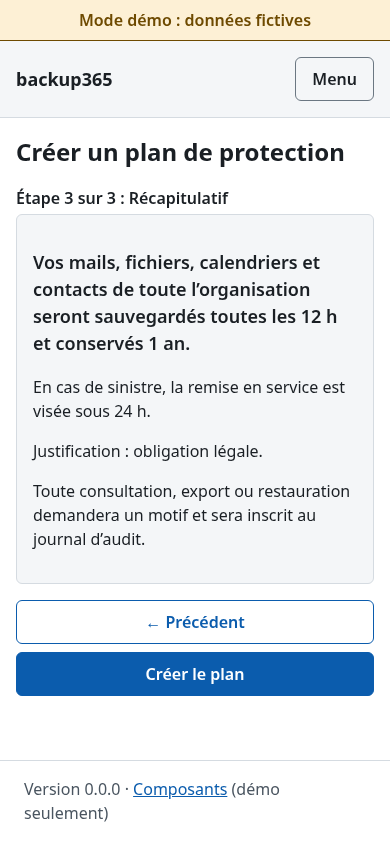 Mode démo : données fictives
backup365
Menu
Créer un plan de protection
Étape 3 sur 3 : Récapitulatif
Vos mails, fichiers, calendriers et
contacts de toute l’organisation
seront sauvegardés toutes les 12 h
et conservés 1 an.
En cas de sinistre, la remise en service est
visée sous 24 h.
Justification : obligation légale.
Toute consultation, export ou restauration
demandera un motif et sera inscrit au
journal d’audit.
← Précédent
Créer le plan
Version 0.0.0 · Composants (démo
seulement)